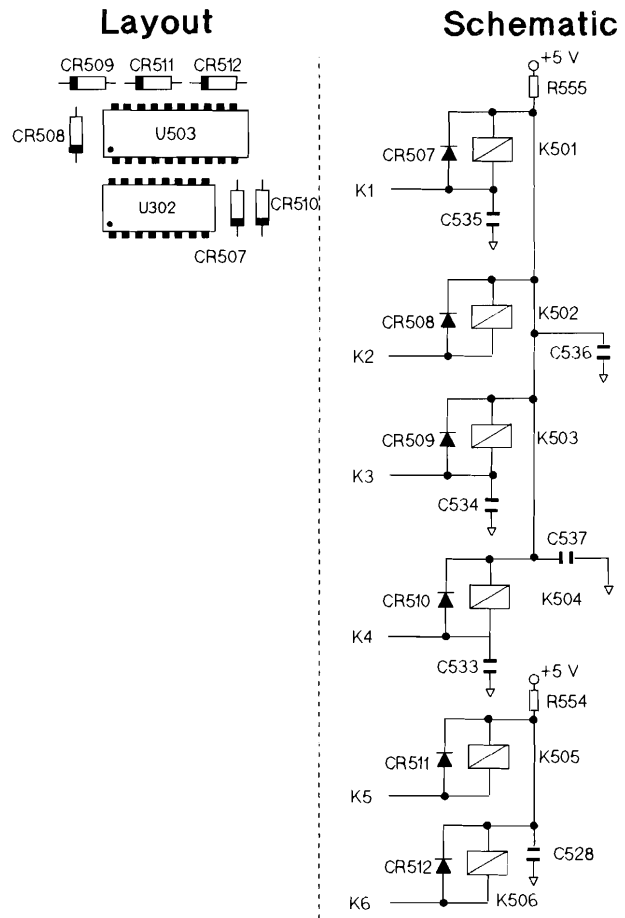 Layout
CR509 CR511 CR512
CR508
U503
U302
CR510
CR507
Schematic
+5 V
R555
CR507
K501
K1
C535
CR508
K502
K2
C536
CR509
K503
K3
C534
C537
CR510
K504
K4
C533
+5 V
R554
CR511
K505
K5
CR512
C528
K506
K6